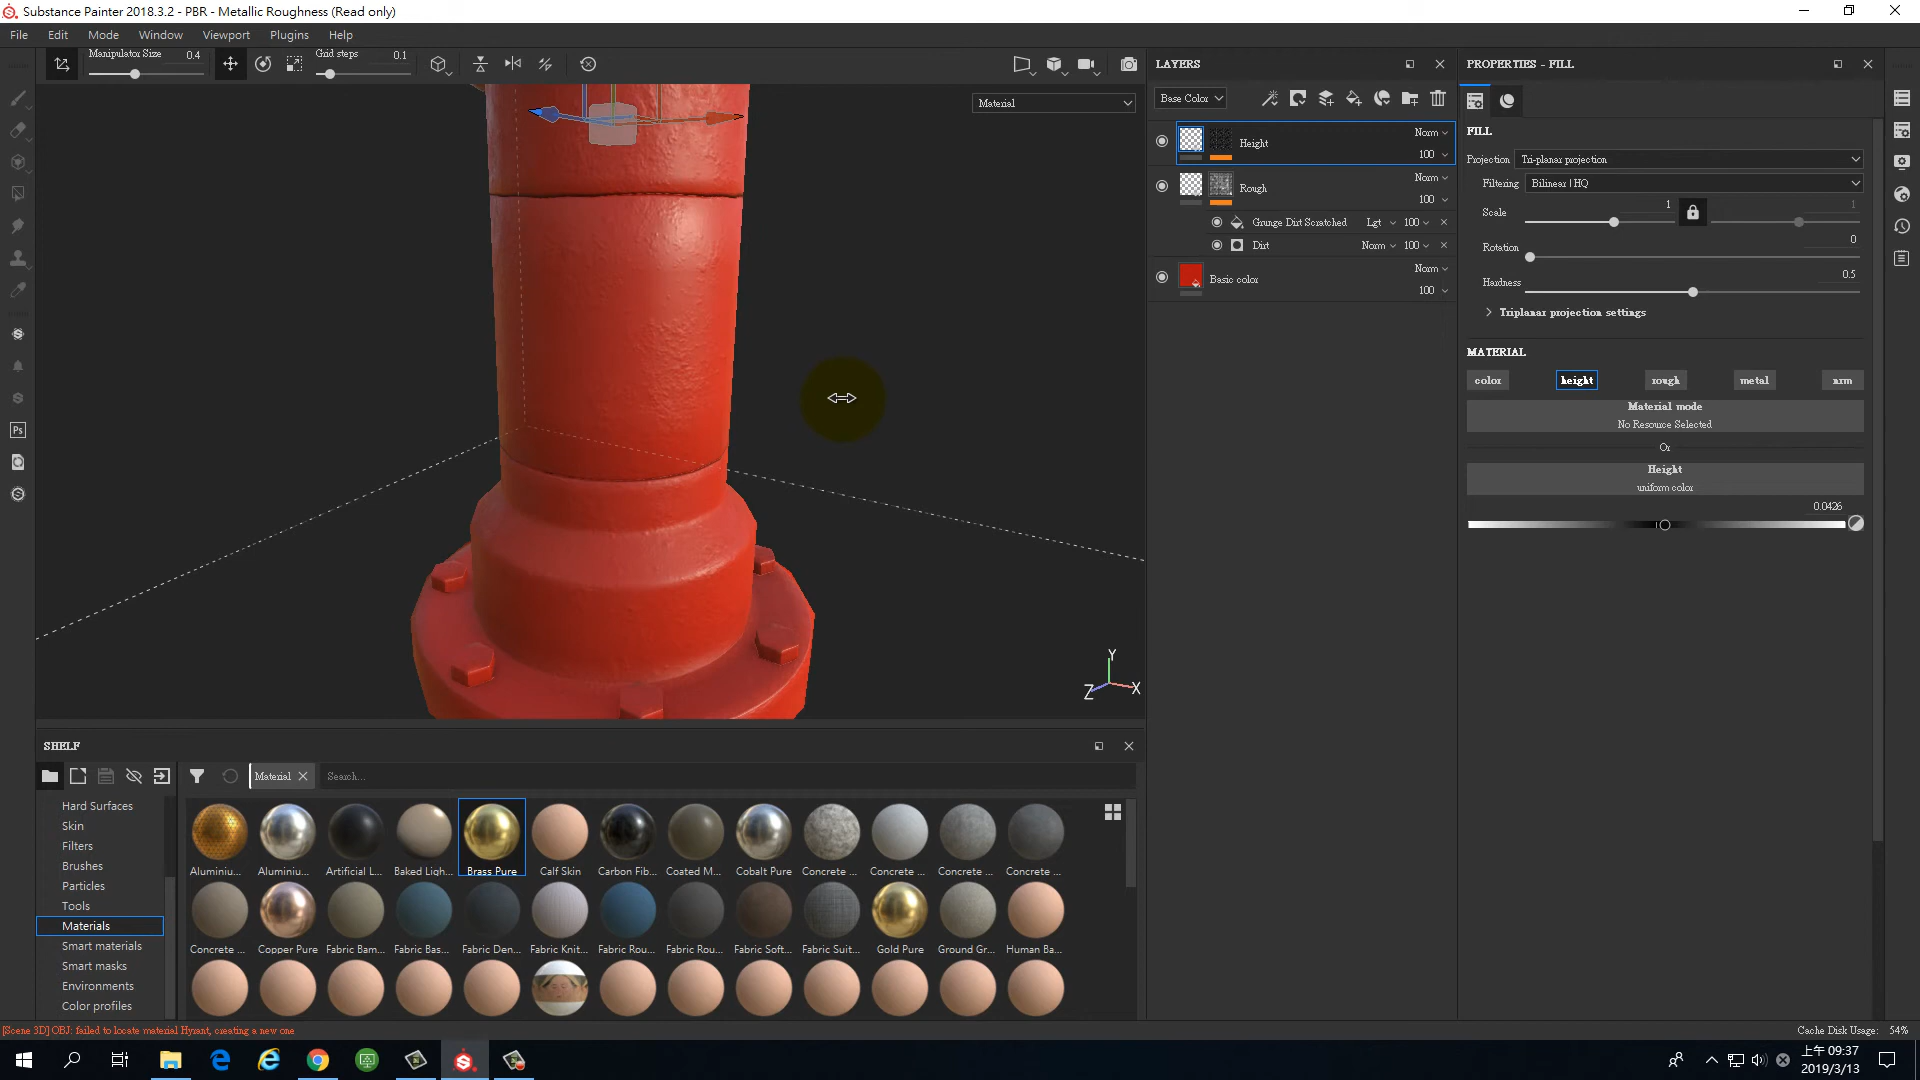 Substance Painter 2018.3.2 - PBR - Metallic Roughness (Read only)
File Edit Mode Window Viewport Plugins Help
Manipulator Size 0.4
Grid steps 0.1
Material
X
Y
Z
LAYERS
Base Color
Height Norm 100
Rough Norm 100
Grunge Dirt Scratched Lgt 100
Dirt Norm 100
Basic color Norm 100
PROPERTIES - FILL
FILL
Projection Tri-planar projection
Filtering Bilinear | HQ
Scale 1 1
Rotation 0
Hardness 0.5
Triplanar projection settings
MATERIAL
color height rough metal nrm
Material mode
No Resource Selected
Or
Height
uniform color
0.0426
Ps
SHELF
Material Search...
Hard Surfaces
Skin
Filters
Brushes
Particles
Tools
Materials
Smart materials
Smart masks
Environments
Color profiles
Aluminiu... Aluminiu... Artificial L... Baked Ligh... Brass Pure Calf Skin Carbon Fib... Coated M... Cobalt Pure Concrete ... Concrete ... Concrete ... Concrete ...
Concrete ... Copper Pure Fabric Bam... Fabric Bas... Fabric Den... Fabric Knit... Fabric Rou... Fabric Rou... Fabric Soft... Fabric Suit... Gold Pure Ground Gr... Human Ba...
[Scene 3D] OBJ: failed to locate material Hyrant, creating a new one
Cache Disk Usage: 54%
上午 09:37
2019/3/13